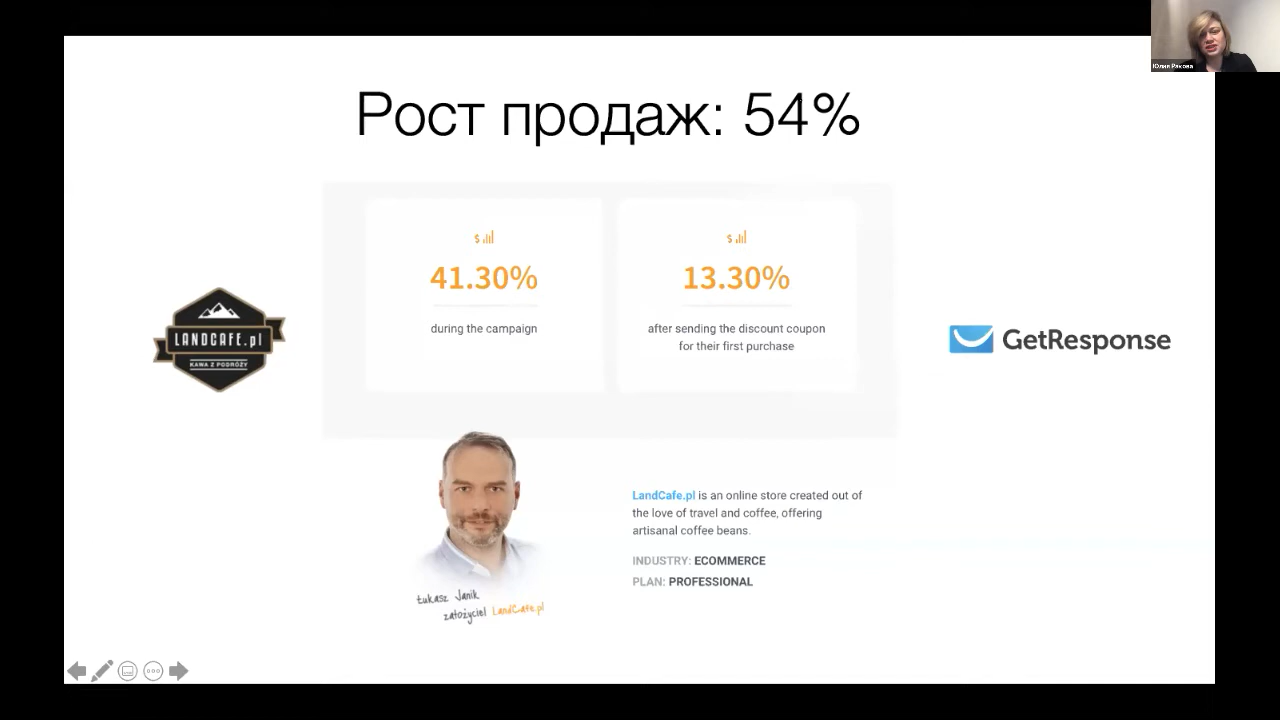 Юлия Ракова
Рост продаж: 54%
$
41.30%
during the campaign
$
13.30%
after sending the discount coupon
for their first purchase
LANDCAFE.pl
KAWA Z PODRÓŻY
GetResponse
LandCafe.pl is an online store created out of
the love of travel and coffee, offering
artisanal coffee beans.
INDUSTRY: ECOMMERCE
PLAN: PROFESSIONAL
Łukasz Janik
założyciel LandCafe.pl